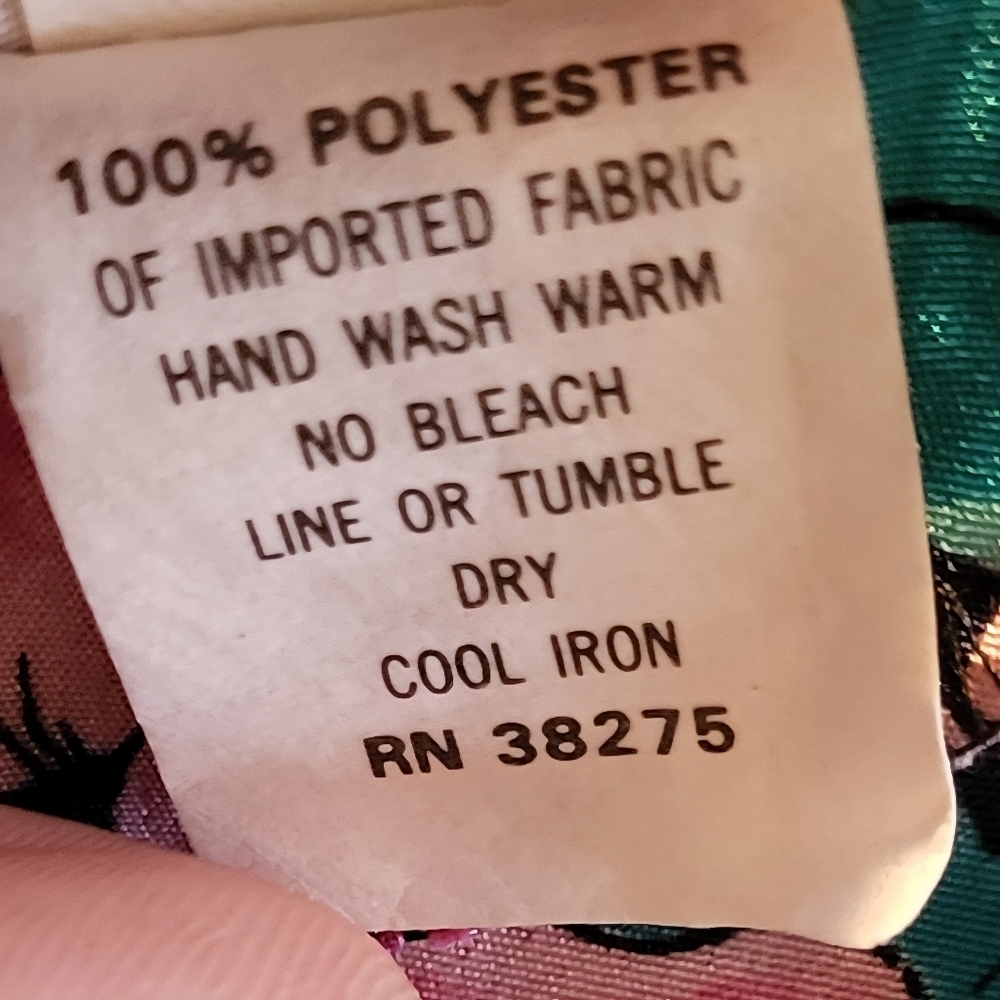 100% POLYESTER
OF IMPORTED FABRIC
HAND WASH WARM
NO BLEACH
LINE OR TUMBLE
DRY
COOL IRON
RN 38275